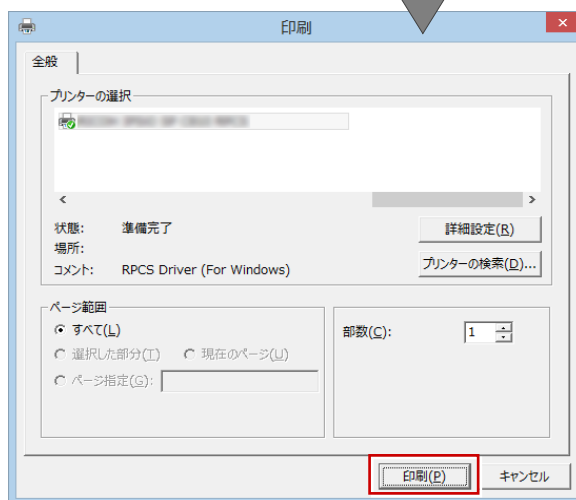 印刷
全般
プリンターの選択
状態: 準備完了
詳細設定(R)
場所:
コメント: RPCS Driver (For Windows)
プリンターの検索(D)...
ページ範囲
すべて(L)
部数(C): 1
選択した部分(T) 現在のページ(U)
ページ指定(G):
印刷(P) キャンセル